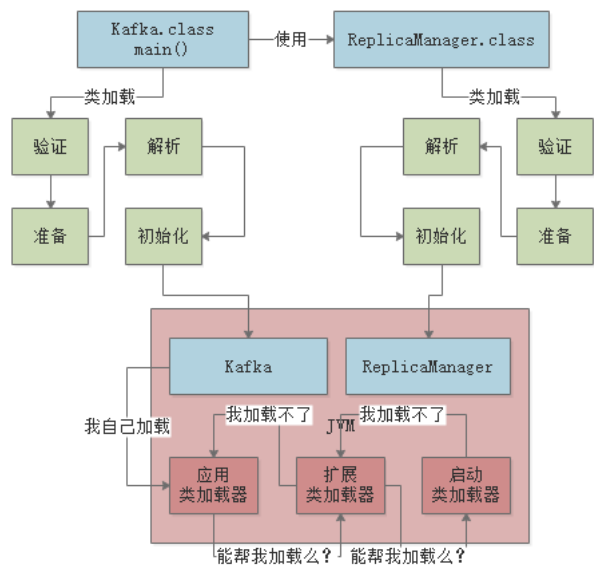 Kafka.class
main()
使用
ReplicaManager.class
类加载
类加载
验证
解析
解析
验证
准备
初始化
初始化
准备
Kafka
ReplicaManager
我自己加载
我加载不了
JVM
我加载不了
应用
类加载器
扩展
类加载器
启动
类加载器
能帮我加载么?
能帮我加载么?